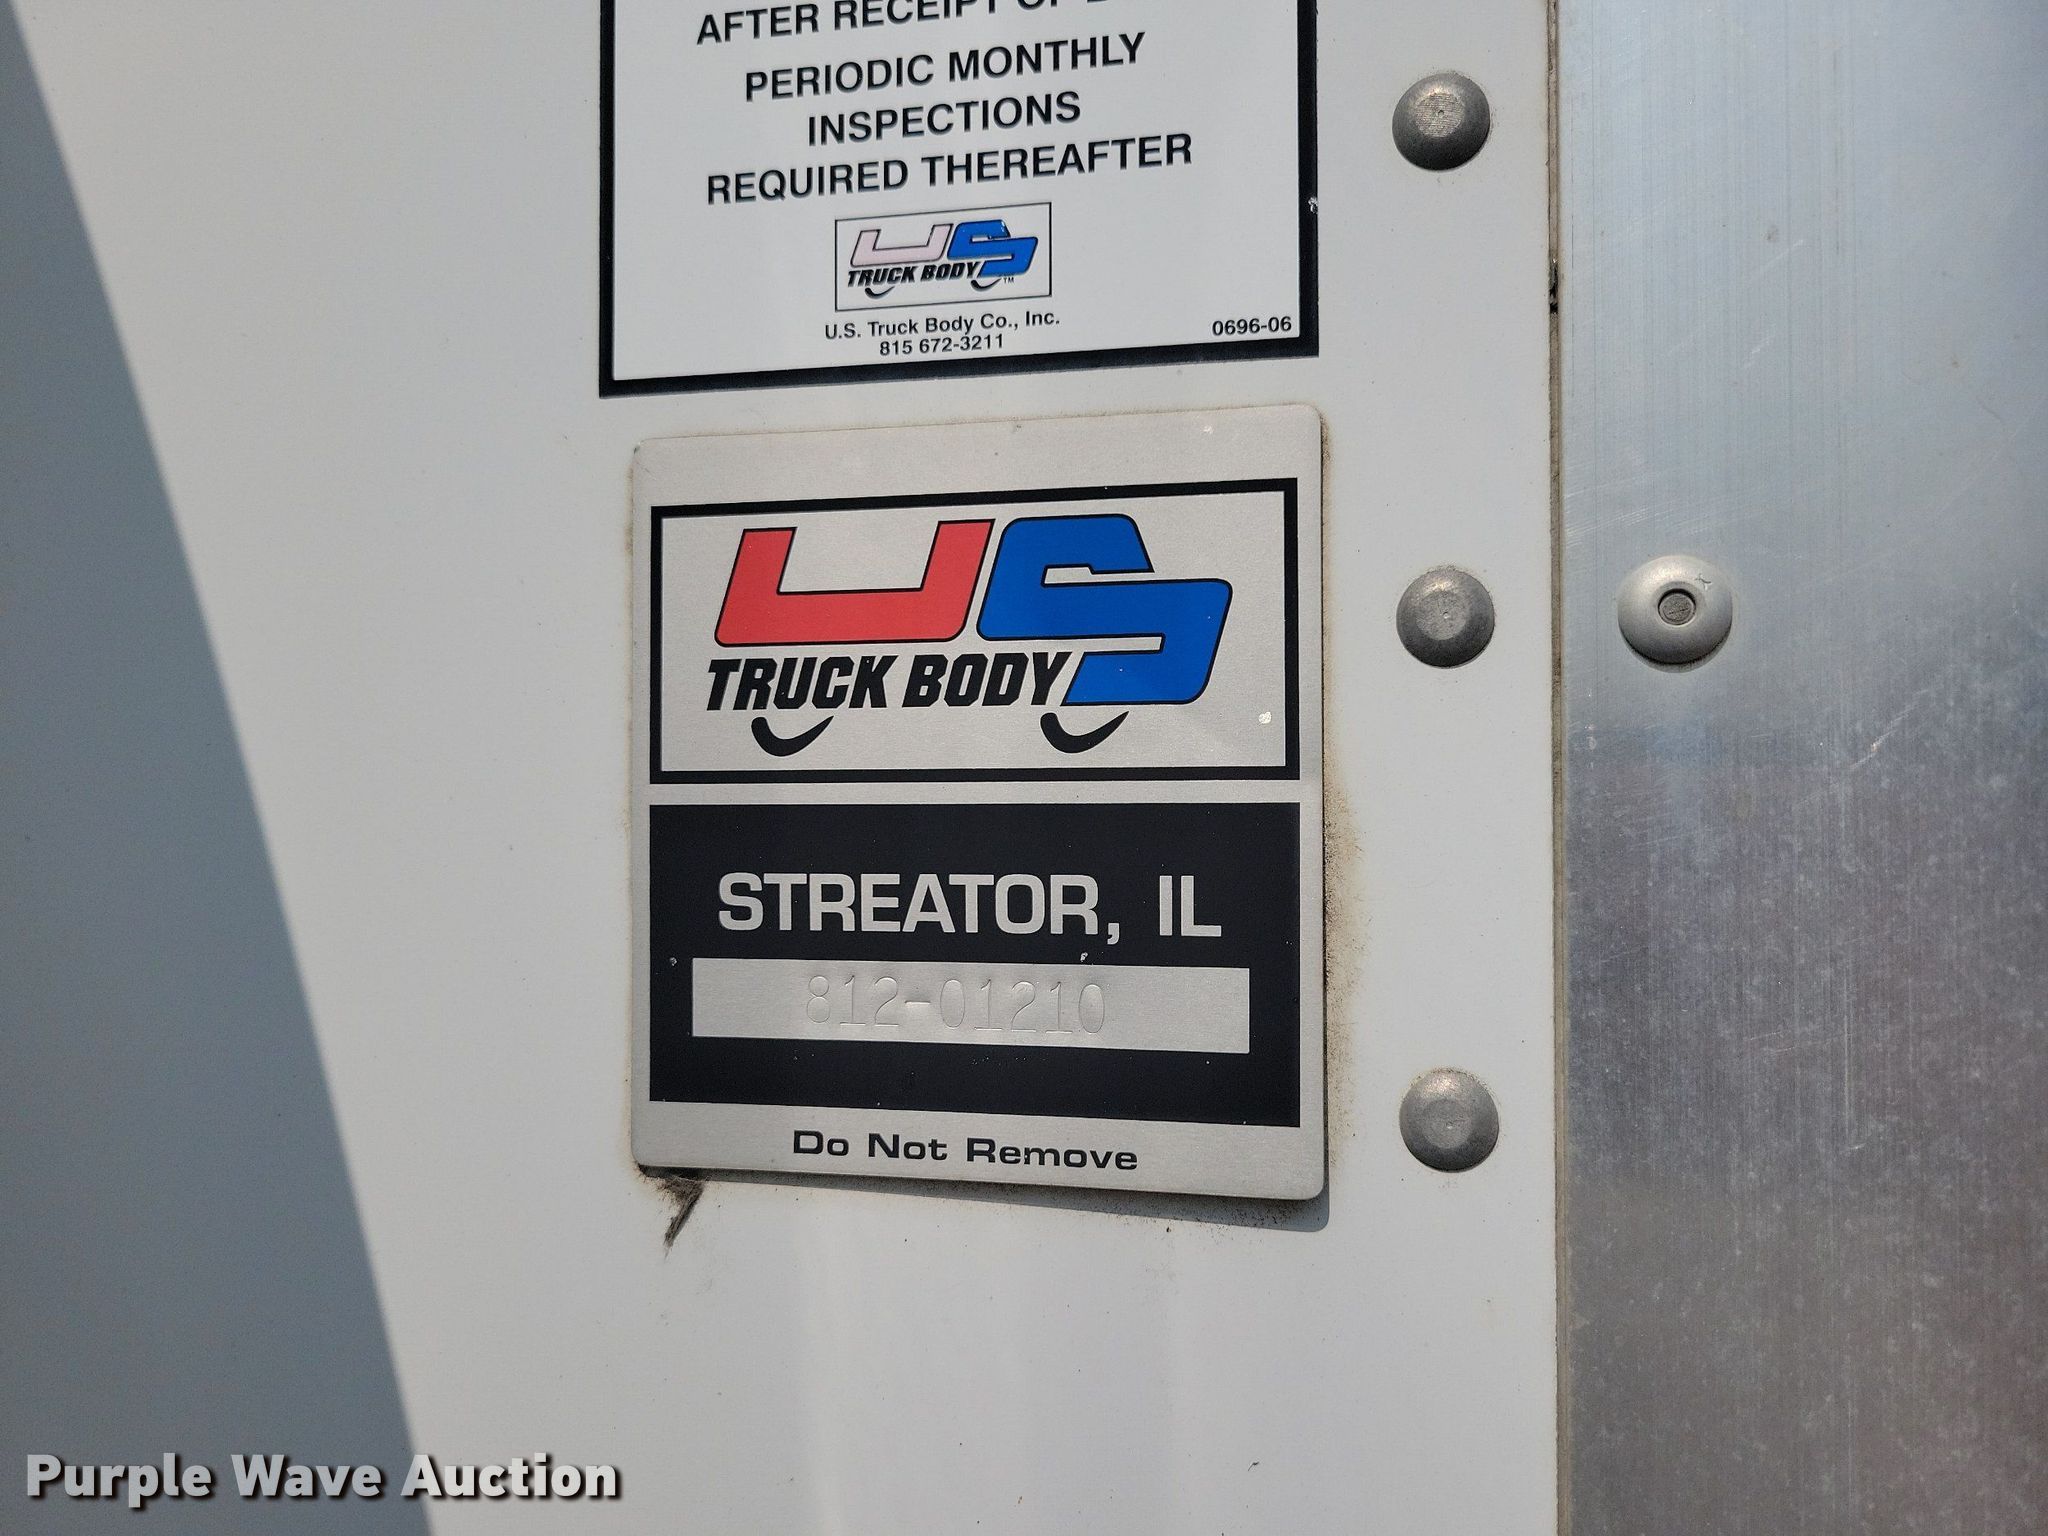 AFTER RECEIPT OF
PERIODIC MONTHLY
INSPECTIONS
REQUIRED THEREAFTER
US
TRUCK BODY™
U.S. Truck Body Co., Inc.
815 672-3211
0696-06
US
TRUCK BODY
STREATOR, IL
812-01210
Do Not Remove
Purple Wave Auction